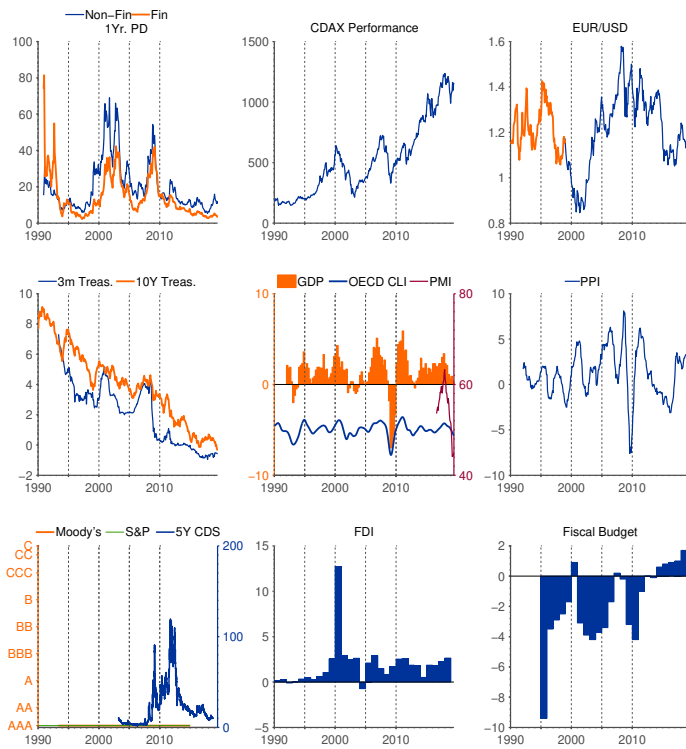 Non-Fin Fin
1Yr. PD
100
80
60
40
20
0
1990 2000 2010
CDAX Performance
1500
1000
500
0
1990 2000 2010
EUR/USD
1.6
1.4
1.2
1
0.8
1990 2000 2010
3m Treas. 10Y Treas.
10
8
6
4
2
0
−2
1990 2000 2010
GDP OECD CLI PMI
10
0
−10
80
60
40
1990 2000 2010
PPI
10
5
0
−5
−10
1990 2000 2010
Moody's S&P 5Y CDS
C
CC
CCC
B
BB
BBB
A
AA
AAA
200
100
0
1990 2000 2010
FDI
15
10
5
0
−5
1990 2000 2010
Fiscal Budget
2
0
−2
−4
−6
−8
−10
1990 2000 2010